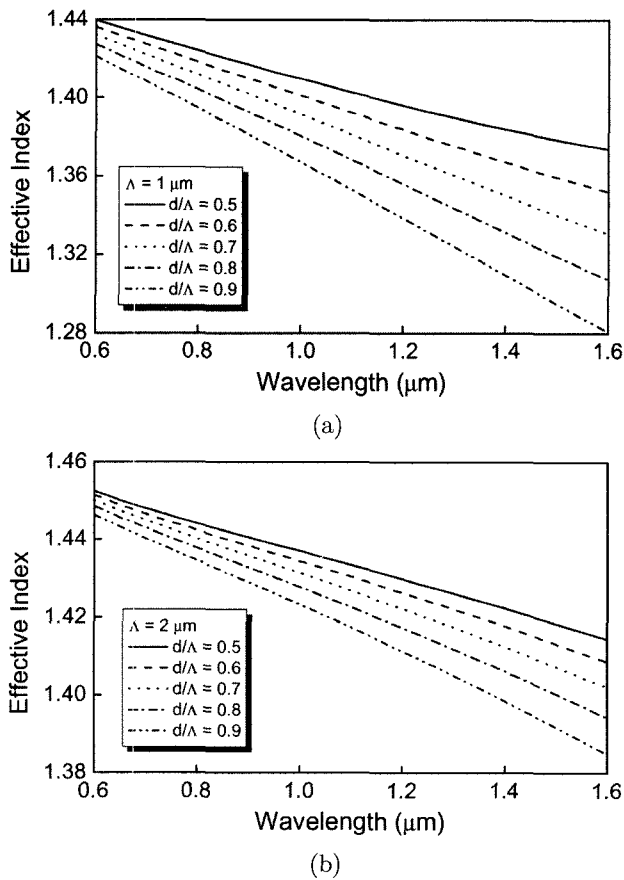 1.44
1.40
1.36
1.32
1.28
Effective Index
Λ = 1 μm
d/Λ = 0.5
d/Λ = 0.6
d/Λ = 0.7
d/Λ = 0.8
d/Λ = 0.9
0.6 0.8 1.0 1.2 1.4 1.6
Wavelength (μm)
(a)
1.46
1.44
1.42
1.40
1.38
Effective Index
Λ = 2 μm
d/Λ = 0.5
d/Λ = 0.6
d/Λ = 0.7
d/Λ = 0.8
d/Λ = 0.9
0.6 0.8 1.0 1.2 1.4 1.6
Wavelength (μm)
(b)